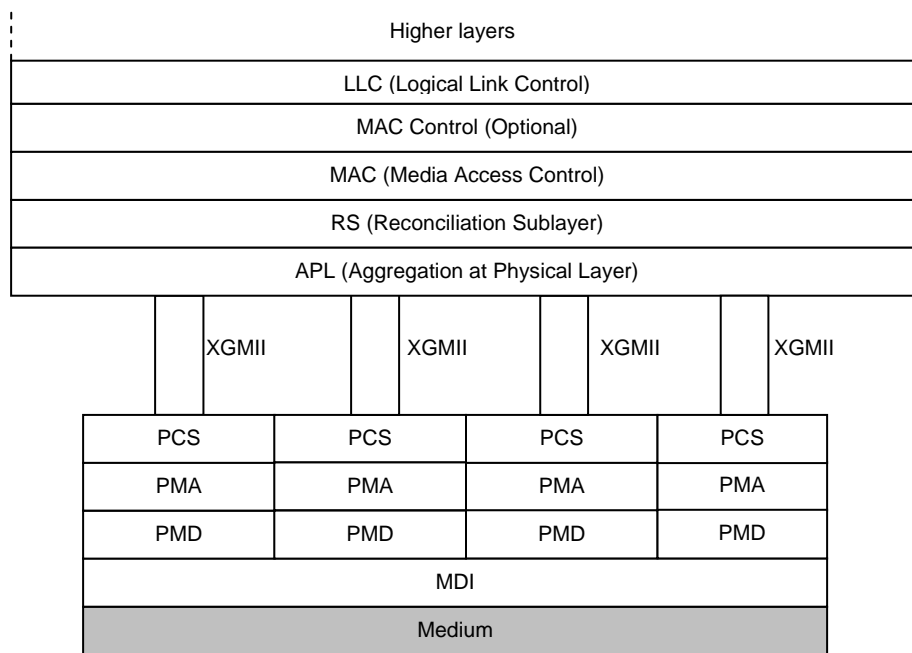 Higher layers
LLC (Logical Link Control)
MAC Control (Optional)
MAC (Media Access Control)
RS (Reconciliation Sublayer)
APL (Aggregation at Physical Layer)
XGMII XGMII XGMII XGMII
PCS PCS PCS PCS
PMA PMA PMA PMA
PMD PMD PMD PMD
MDI
Medium